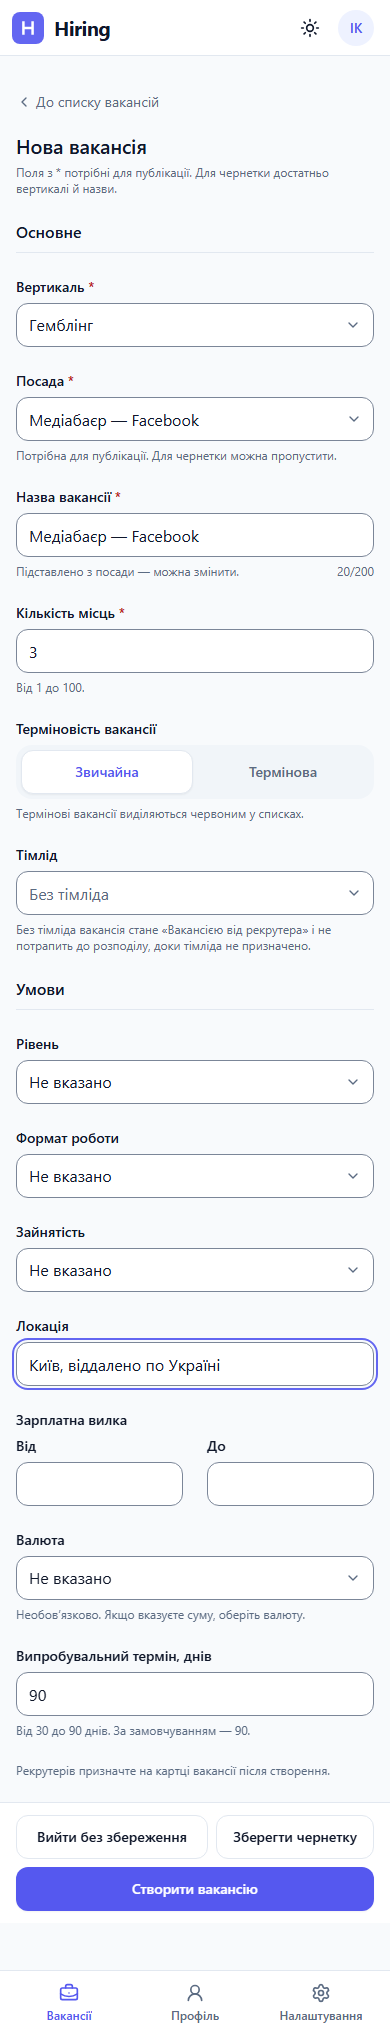 H Hiring IK
До списку вакансій
Нова вакансія
Поля з * потрібні для публікації. Для чернетки достатньо
вертикалі й назви.
Основне
Вертикаль *
Гемблінг
Посада *
Медіабаєр — Facebook
Потрібна для публікації. Для чернетки можна пропустити.
Назва вакансії *
Медіабаєр — Facebook
Підставлено з посади — можна змінити. 20/200
Кількість місць *
3
Від 1 до 100.
Терміновість вакансії
Звичайна Термінова
Термінові вакансії виділяються червоним у списках.
Тімлід
Без тімліда
Без тімліда вакансія стане «Вакансією від рекрутера» і не
потрапить до розподілу, доки тімліда не призначено.
Умови
Рівень
Не вказано
Формат роботи
Не вказано
Зайнятість
Не вказано
Локація
Київ, віддалено по Україні
Зарплатна вилка
Від До
Валюта
Не вказано
Необов'язково. Якщо вказуєте суму, оберіть валюту.
Випробувальний термін, днів
90
Від 30 до 90 днів. За замовчуванням — 90.
Рекрутерів призначте на картці вакансії після створення.
Вийти без збереження Зберегти чернетку
Створити вакансію
Вакансії Профіль Налаштування